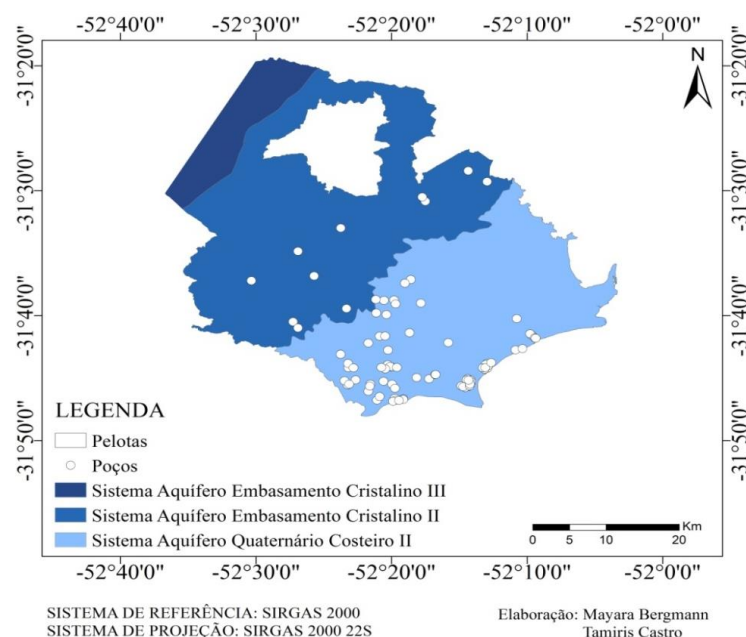 -52°40'0" -52°30'0" -52°20'0" -52°10'0" -52°0'0"
-31°20'0" -31°20'0"
N
-31°30'0" -31°30'0"
-31°40'0" -31°40'0"
-31°50'0" -31°50'0"
LEGENDA
Pelotas
Poços
Sistema Aquífero Embasamento Cristalino III
Sistema Aquífero Embasamento Cristalino II
Sistema Aquífero Quaternário Costeiro II
Km
0 5 10 20
-52°40'0" -52°30'0" -52°20'0" -52°10'0" -52°0'0"
SISTEMA DE REFERÊNCIA: SIRGAS 2000
SISTEMA DE PROJEÇÃO: SIRGAS 2000 22S
Elaboração: Mayara Bergmann
Tamiris Castro